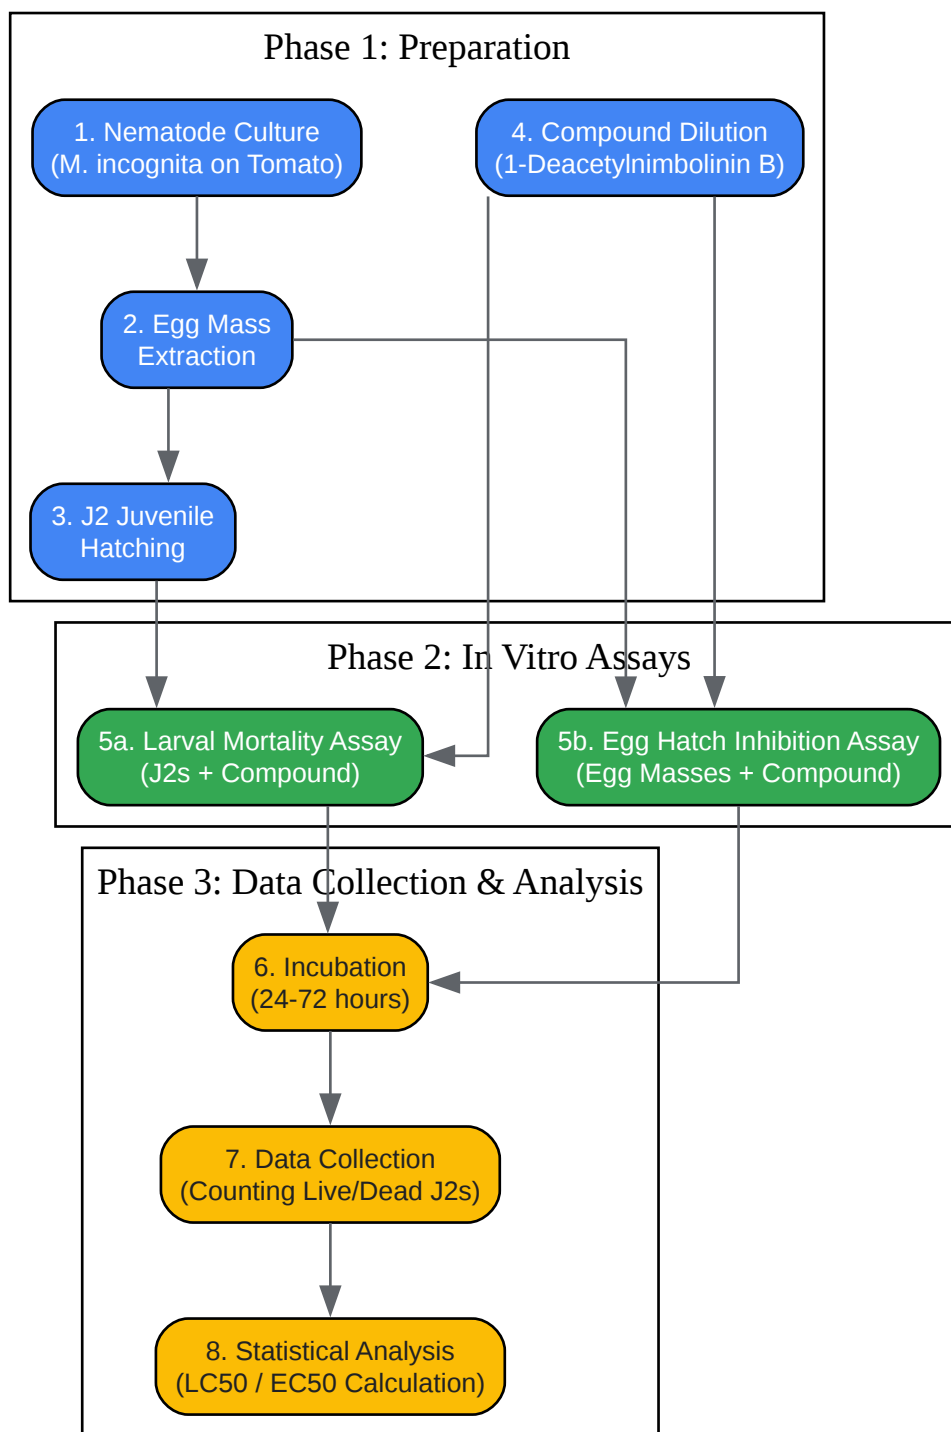 Phase 1: Preparation
1. Nematode Culture
(M. incognita on Tomato)
4. Compound Dilution
(1-Deacetylnimbolinin B)
2. Egg Mass
Extraction
3. J2 Juvenile
Hatching
Phase 2: In Vitro Assays
5a. Larval Mortality Assay
(J2s + Compound)
5b. Egg Hatch Inhibition Assay
(Egg Masses + Compound)
Phase 3: Data Collection & Analysis
6. Incubation
(24-72 hours)
7. Data Collection
(Counting Live/Dead J2s)
8. Statistical Analysis
(LC50 / EC50 Calculation)